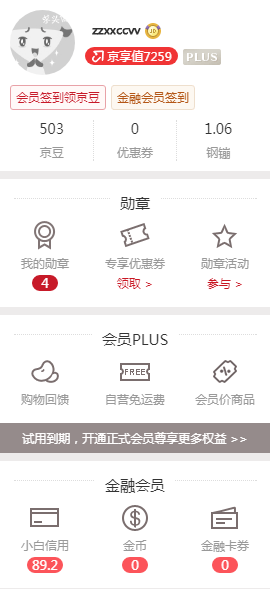 zzxxccvv JD
京享值7259 PLUS
会员签到领京豆 金融会员签到
503 0 1.06
京豆 优惠券 钢镚
勋章
我的勋章 专享优惠券 勋章活动
4 领取 > 参与 >
会员PLUS
FREE
购物回馈 自营免运费 会员价商品
试用到期，开通正式会员尊享更多权益 >>
金融会员
小白信用 金币 金融卡券
89.2 0 0